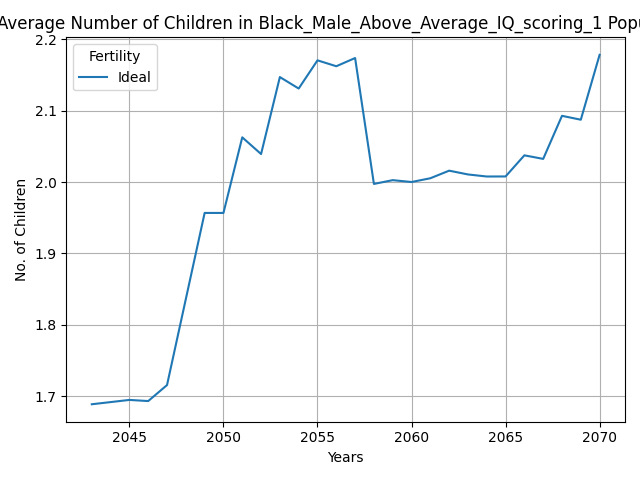 Average Number of Children in Black_Male_Above_Average_IQ_scoring_1
Fertility
Ideal
No. of Children
2.2
2.1
2.0
1.9
1.8
1.7
2045 2050 2055 2060 2065 2070
Years